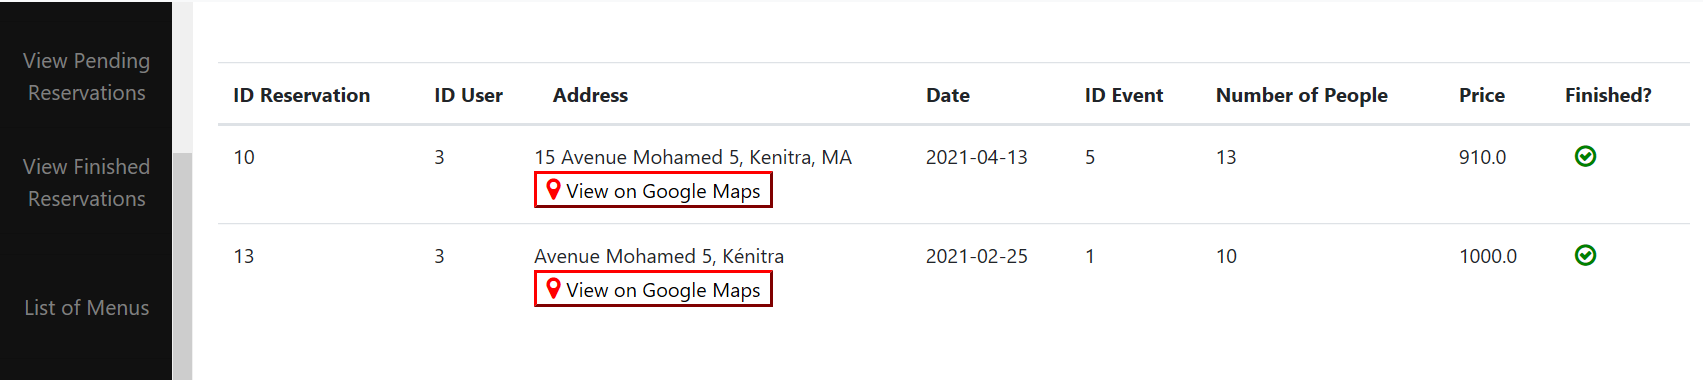 View Pending
Reservations
View Finished
Reservations
List of Menus
ID Reservation ID User Address Date ID Event Number of People Price Finished?
10 3 15 Avenue Mohamed 5, Kenitra, MA 2021-04-13 5 13 910.0
View on Google Maps
13 3 Avenue Mohamed 5, Kénitra 2021-02-25 1 10 1000.0
View on Google Maps